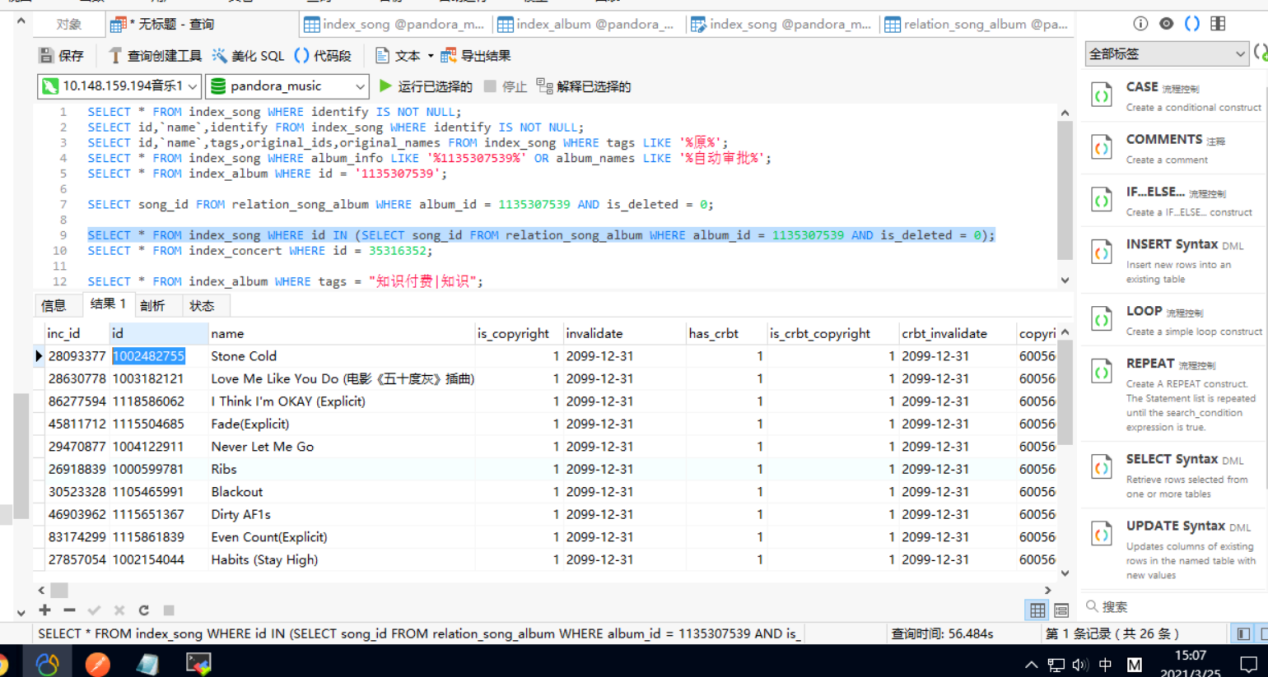 对象
* 无标题 - 查询
index_song @pandora_m...
index_album @pandora_...
index_song @pandora_m...
relation_song_album @pa...
保存
查询创建工具
美化 SQL
() 代码段
文本
导出结果
全部标签
10.148.159.194音乐1
pandora_music
运行已选择的
停止
解释已选择的
1 SELECT * FROM index_song WHERE identify IS NOT NULL;
2 SELECT id,`name`,identify FROM index_song WHERE identify IS NOT NULL;
3 SELECT id,`name`,tags,original_ids,original_names FROM index_song WHERE tags LIKE '%原%';
4 SELECT * FROM index_song WHERE album_info LIKE '%1135307539%' OR album_names LIKE '%自动审批%';
5 SELECT * FROM index_album WHERE id = '1135307539';
6
7 SELECT song_id FROM relation_song_album WHERE album_id = 1135307539 AND is_deleted = 0;
8
9 SELECT * FROM index_song WHERE id IN (SELECT song_id FROM relation_song_album WHERE album_id = 1135307539 AND is_deleted = 0);
10 SELECT * FROM index_concert WHERE id = 35316352;
11
12 SELECT * FROM index_album WHERE tags = "知识付费|知识";
信息 结果 1 剖析 状态
inc_id id name is_copyright invalidate has_crbt is_crbt_copyright crbt_invalidate copyri
28093377 1002482755 Stone Cold 1 2099-12-31 1 1 2099-12-31 60056
28630778 1003182121 Love Me Like You Do (电影《五十度灰》插曲) 1 2099-12-31 1 1 2099-12-31 60056
86277594 1118586062 I Think I'm OKAY (Explicit) 1 2099-12-31 1 1 2099-12-31 60056
45811712 1115504685 Fade(Explicit) 1 2099-12-31 1 1 2099-12-31 60056
29470877 1004122911 Never Let Me Go 1 2099-12-31 1 1 2099-12-31 60056
26918839 1000599781 Ribs 1 2099-12-31 1 1 2099-12-31 60056
30523328 1105465991 Blackout 1 2099-12-31 1 1 2099-12-31 60056
46903962 1115651367 Dirty AF1s 1 2099-12-31 1 1 2099-12-31 60056
83174299 1115861839 Even Count(Explicit) 1 2099-12-31 1 1 2099-12-31 60056
27857054 1002154044 Habits (Stay High) 1 2099-12-31 1 1 2099-12-31 60056
CASE 流程控制
Create a conditional construct
COMMENTS 注释
Create a comment
IF...ELSE... 流程控制
Create a IF...ELSE... construct
INSERT Syntax DML
Insert new rows into an
existing table
LOOP 流程控制
Create a simple loop construct
REPEAT 流程控制
Create A REPEAT construct.
The Statement list is repeated
until the search_condition
expression is true.
SELECT Syntax DML
Retrieve rows selected from
one or more tables
UPDATE Syntax DML
Updates columns of existing
rows in the named table with
new values
搜索
SELECT * FROM index_song WHERE id IN (SELECT song_id FROM relation_song_album WHERE album_id = 1135307539 AND is_
查询时间: 56.484s
第 1 条记录 ( 共 26 条 )
中
M
15:07
2021/3/25